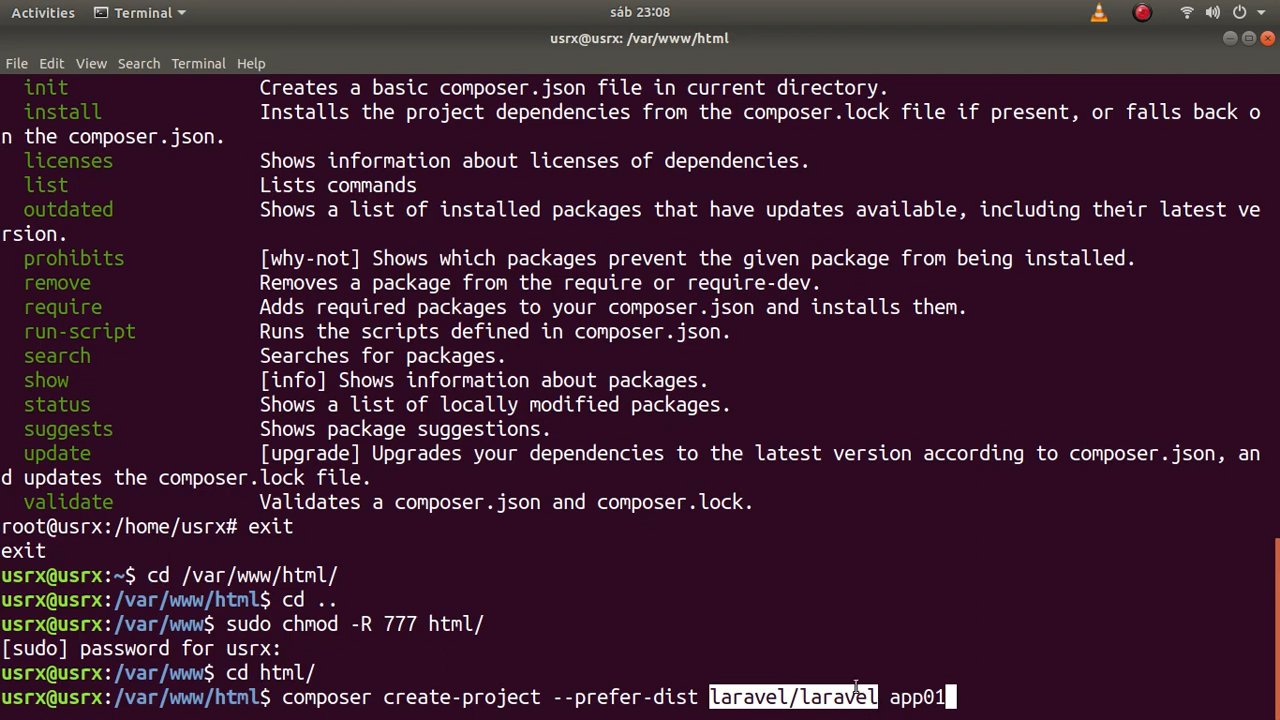 Activities Terminal sáb 23:08
usrx@usrx: /var/www/html
File Edit View Search Terminal Help
init Creates a basic composer.json file in current directory.
install Installs the project dependencies from the composer.lock file if present, or falls back o
n the composer.json.
licenses Shows information about licenses of dependencies.
list Lists commands
outdated Shows a list of installed packages that have updates available, including their latest ve
rsion.
prohibits [why-not] Shows which packages prevent the given package from being installed.
remove Removes a package from the require or require-dev.
require Adds required packages to your composer.json and installs them.
run-script Runs the scripts defined in composer.json.
search Searches for packages.
show [info] Shows information about packages.
status Shows a list of locally modified packages.
suggests Shows package suggestions.
update [upgrade] Upgrades your dependencies to the latest version according to composer.json, an
d updates the composer.lock file.
validate Validates a composer.json and composer.lock.
root@usrx:/home/usrx# exit
exit
usrx@usrx:~$ cd /var/www/html/
usrx@usrx:/var/www/html$ cd ..
usrx@usrx:/var/www$ sudo chmod -R 777 html/
[sudo] password for usrx:
usrx@usrx:/var/www$ cd html/
usrx@usrx:/var/www/html$ composer create-project --prefer-dist laravel/laravel app01